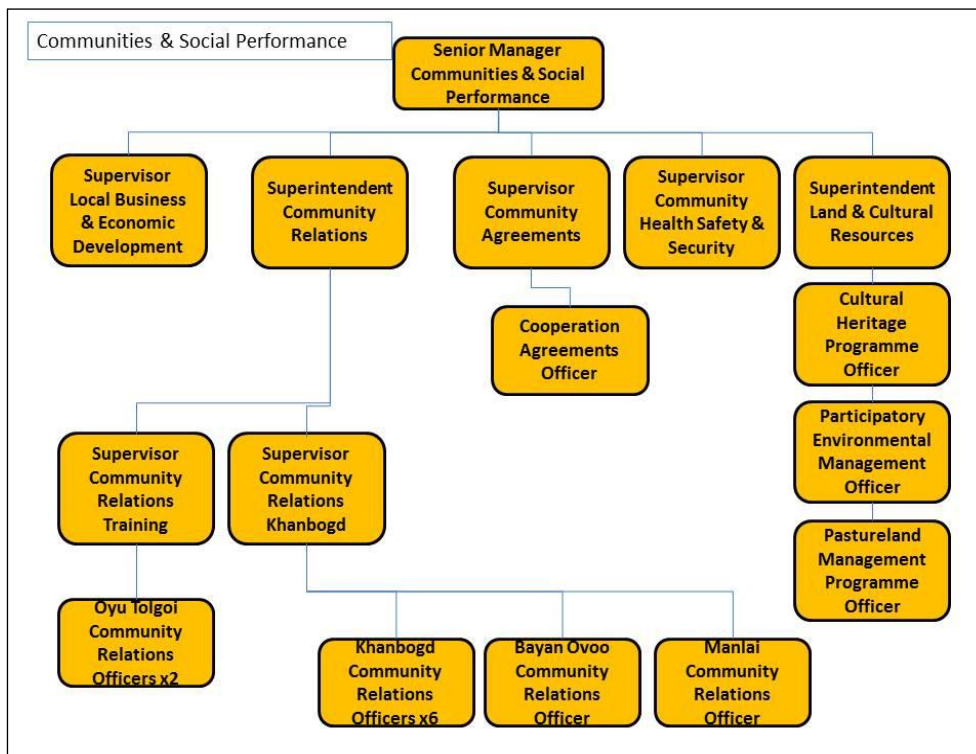 Communities & Social Performance
Senior Manager
Communities & Social
Performance
Supervisor
Local Business
& Economic
Development
Superintendent
Community
Relations
Supervisor
Community
Agreements
Supervisor
Community
Health Safety &
Security
Superintendent
Land & Cultural
Resources
Cooperation
Agreements
Officer
Cultural
Heritage
Programme
Officer
Participatory
Environmental
Management
Officer
Pastureland
Management
Programme
Officer
Supervisor
Community
Relations
Training
Supervisor
Community
Relations
Khanbogd
Oyu Tolgoi
Community
Relations
Officers x2
Khanbogd
Community
Relations
Officers x6
Bayan Ovoo
Community
Relations
Officer
Manlai
Community
Relations
Officer